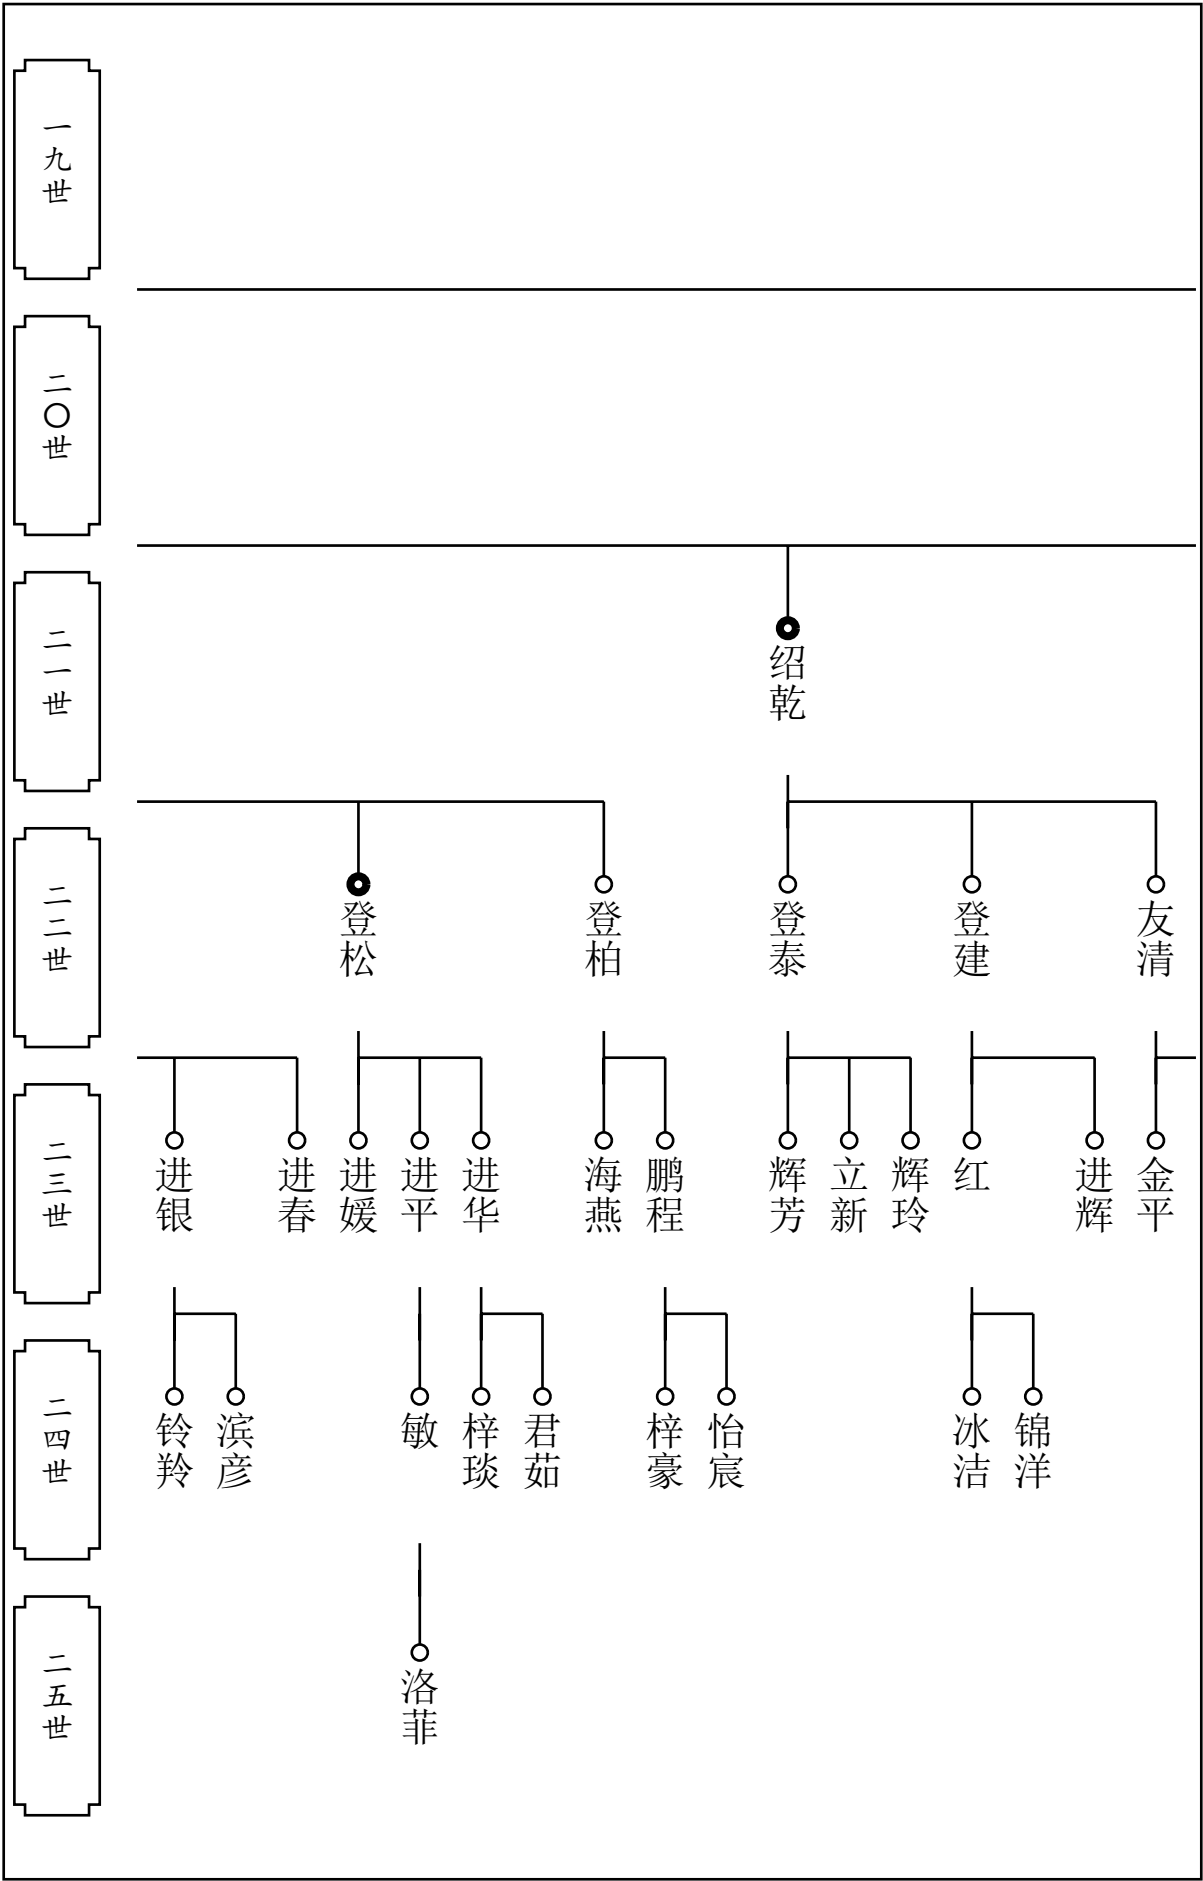 一九世
二〇世
二一世
绍乾
二二世
登松
登柏
登泰
登建
友清
二三世
进银
进春
进媛
进平
进华
海燕
鹏程
辉芳
立新
辉玲
红
进辉
金平
二四世
铃羚
滨彦
敏
梓琰
君茹
梓豪
怡宸
冰洁
锦洋
二五世
洛菲